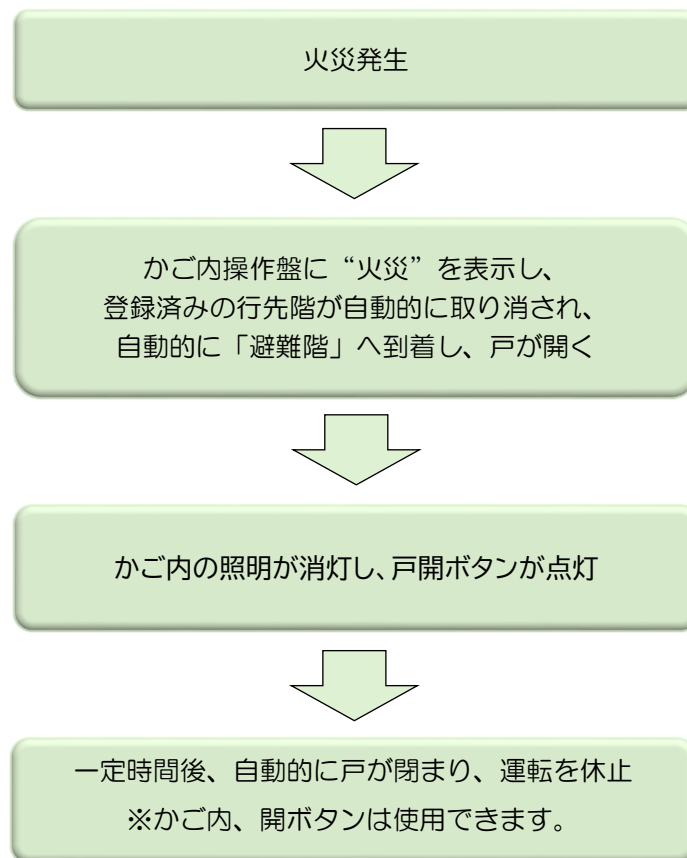 火災発生
かご内操作盤に“火災”を表示し、
登録済みの行先階が自動的に取り消され、
自動的に「避難階」へ到着し、戸が開く
かご内の照明が消灯し、戸開ボタンが点灯
一定時間後、自動的に戸が閉まり、運転を休止
※かご内、開ボタンは使用できます。